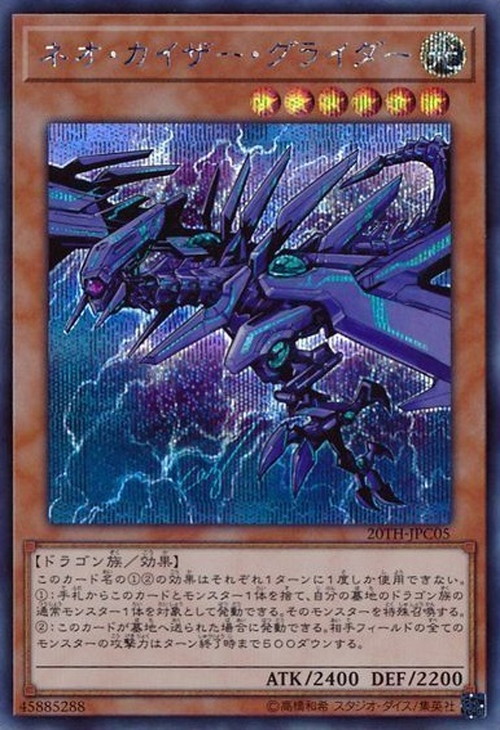 ネオ・カイザー・グライダー
光
20TH-JPC05
【ドラゴン族／効果】
このカード名の①②の効果はそれぞれ1ターンに1度しか使用できない。
①：手札からこのカードとモンスター1体を捨て、自分の墓地のドラゴン族の
通常モンスター1体を対象として発動できる。そのモンスターを特殊召喚する。
②：このカードが墓地へ送られた場合に発動できる。相手フィールドの全ての
モンスターの攻撃力はターン終了時まで５００ダウンする。
ATK/2400 DEF/2200
45885288 ©高橋和希 スタジオ・ダイス/集英社